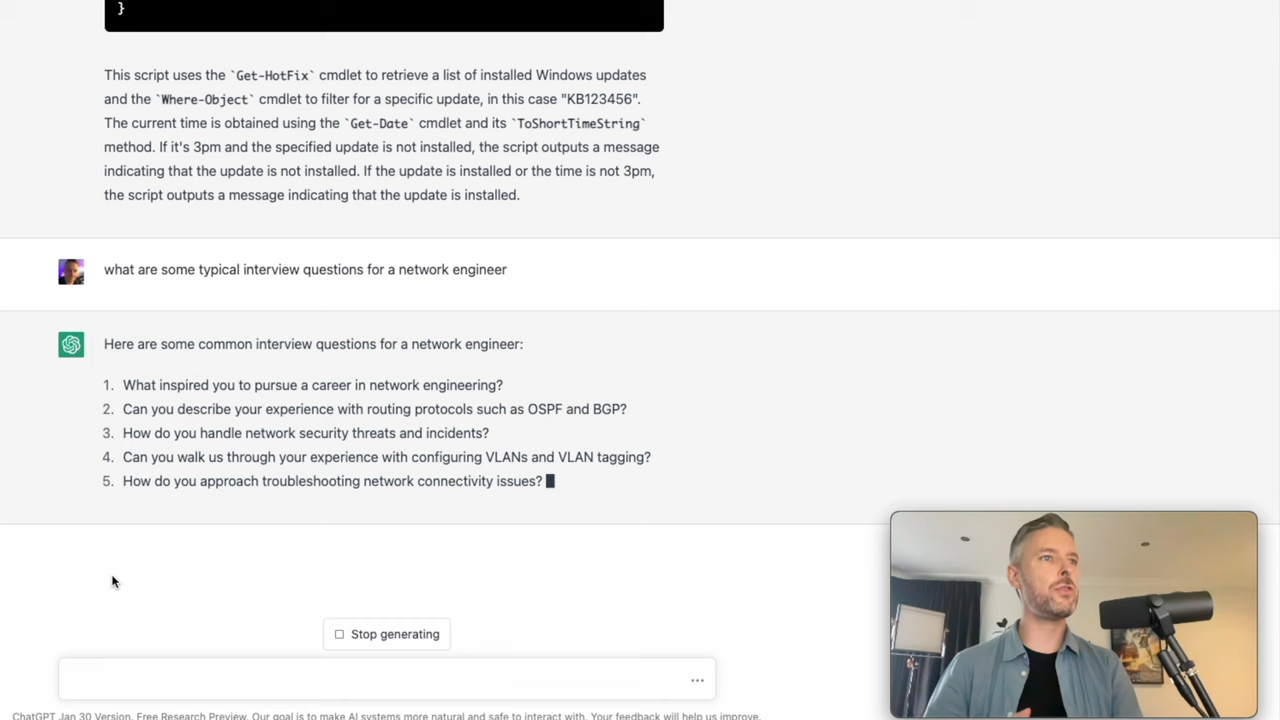 }
This script uses the `Get-HotFix` cmdlet to retrieve a list of installed Windows updates
and the `Where-Object` cmdlet to filter for a specific update, in this case "KB123456".
The current time is obtained using the `Get-Date` cmdlet and its `ToShortTimeString`
method. If it's 3pm and the specified update is not installed, the script outputs a message
indicating that the update is not installed. If the update is installed or the time is not 3pm,
the script outputs a message indicating that the update is installed.
what are some typical interview questions for a network engineer
Here are some common interview questions for a network engineer:
1. What inspired you to pursue a career in network engineering?
2. Can you describe your experience with routing protocols such as OSPF and BGP?
3. How do you handle network security threats and incidents?
4. Can you walk us through your experience with configuring VLANs and VLAN tagging?
5. How do you approach troubleshooting network connectivity issues?
Stop generating
ChatGPT Jan 30 Version. Free Research Preview. Our goal is to make AI systems more natural and safe to interact with. Your feedback will help us improve.